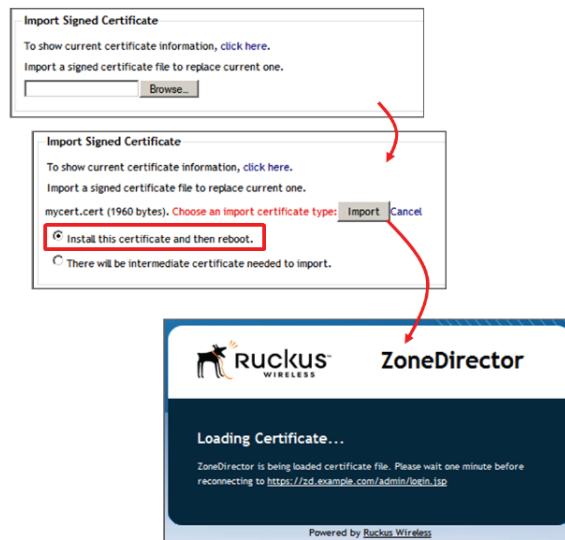 Import Signed Certificate
To show current certificate information, click here.
Import a signed certificate file to replace current one.
Browse...
Import Signed Certificate
To show current certificate information, click here.
Import a signed certificate file to replace current one.
mycert.cert (1960 bytes). Choose an import certificate type: Import Cancel
Install this certificate and then reboot.
There will be intermediate certificate needed to import.
RUCKUS ZoneDirector
WIRELESS
Loading Certificate...
ZoneDirector is being loaded certificate file. Please wait one minute before
reconnecting to https://zd.example.com/admin/login.jsp
Powered by Ruckus Wireless